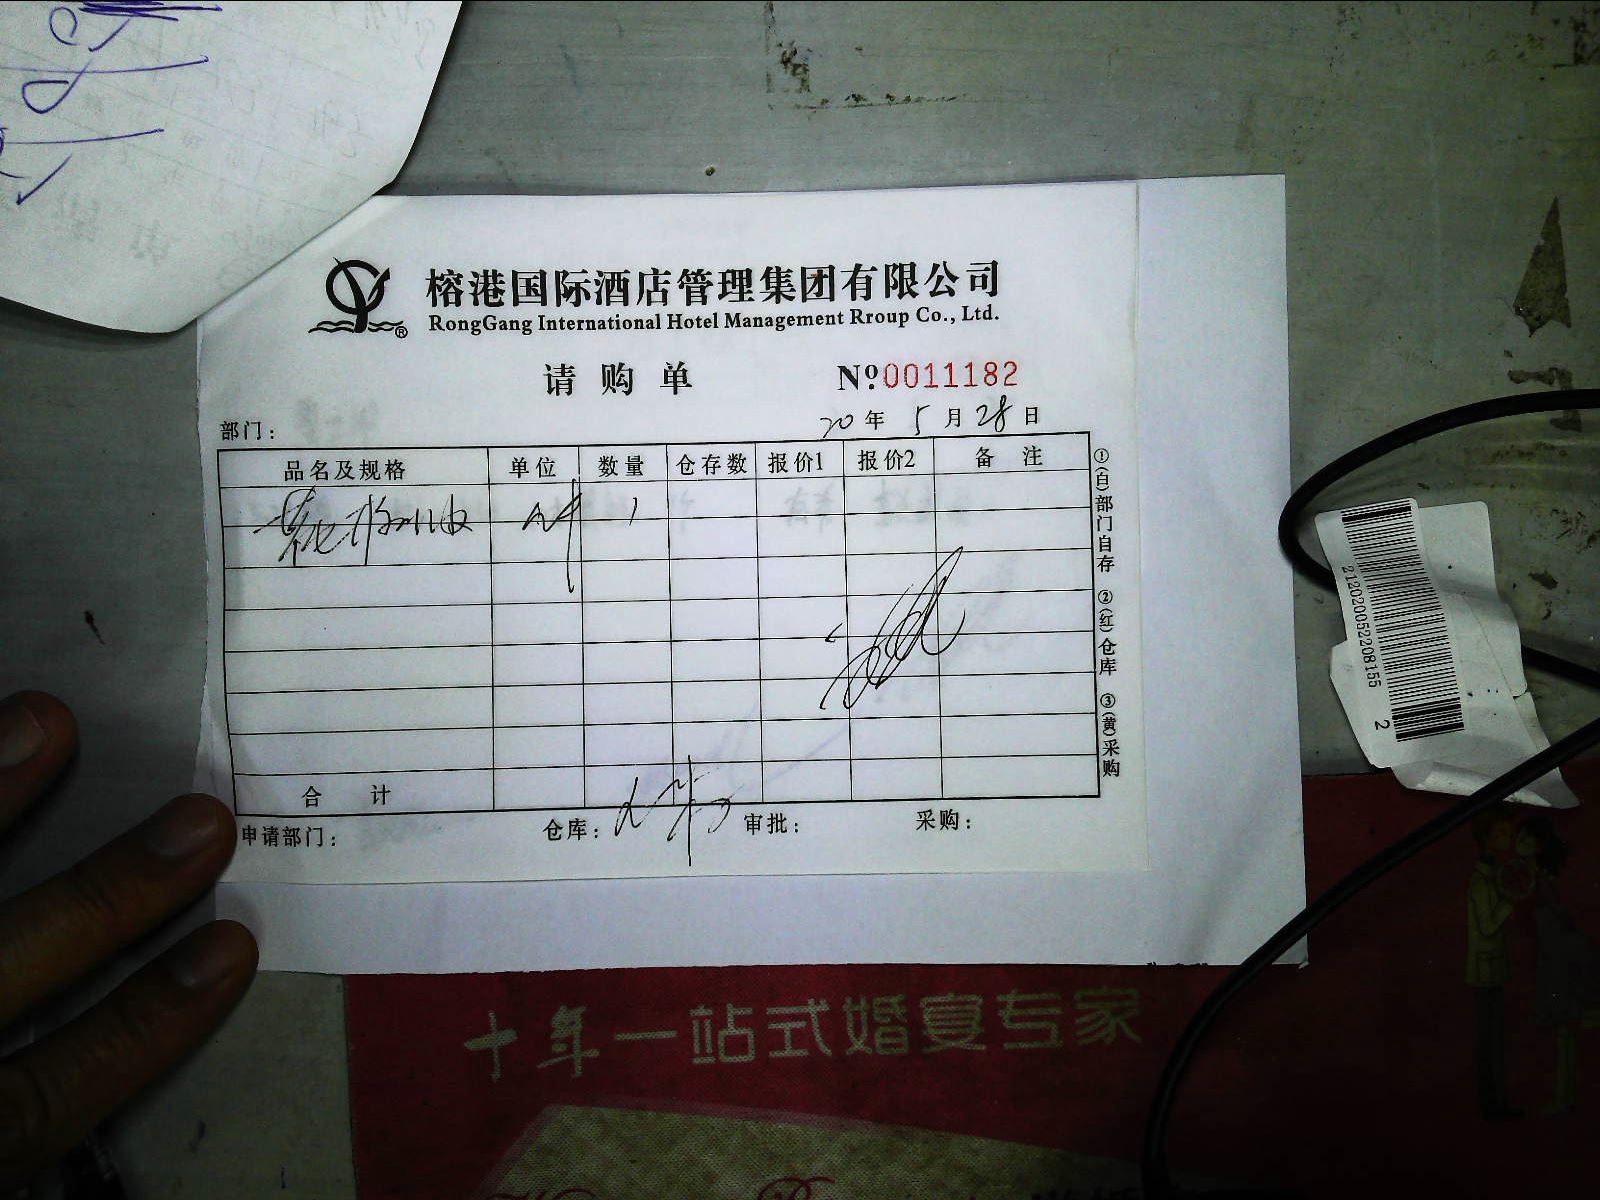 榕港国际酒店管理集团有限公司
®
RongGang International Hotel Management Rroup Co., Ltd.
请购单 Nº.0011182
部门： 20年 5月28日
品名及规格 单位 数量 仓存数 报价1 报价2 备注
1
合计
申请部门： 仓库： 审批： 采购：
①(白)部门自存 ②(红)仓库 ③(黄)采购
2120200522208155 2
十年一站式婚宴专家